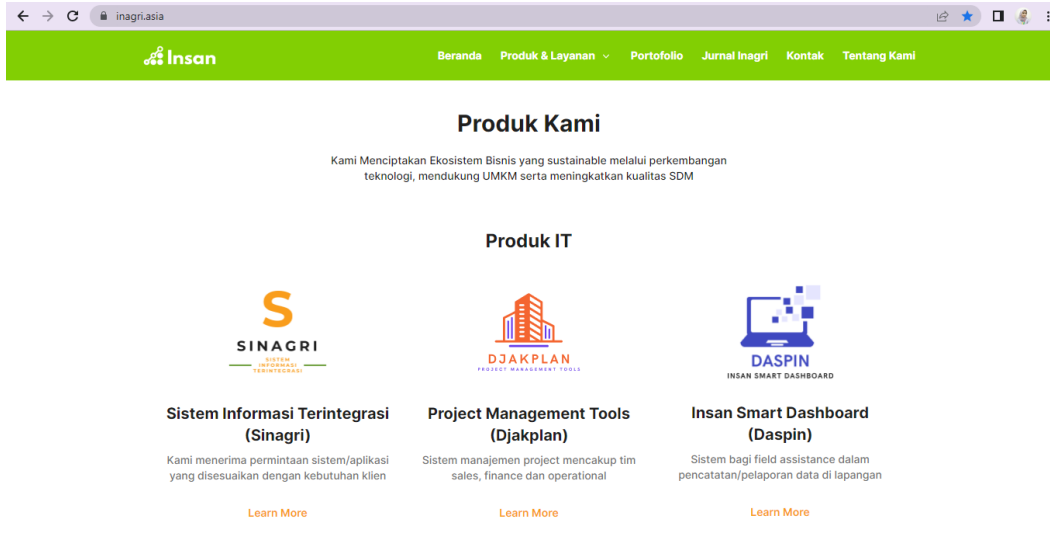 inagri.asia
Insan
Beranda Produk & Layanan Portofolio Jurnal Inagri Kontak Tentang Kami
Produk Kami
Kami Menciptakan Ekosistem Bisnis yang sustainable melalui perkembangan
teknologi, mendukung UMKM serta meningkatkan kualitas SDM
Produk IT
S
SINAGRI
SISTEM
INFORMASI
TERINTEGRASI
Sistem Informasi Terintegrasi
(Sinagri)
Kami menerima permintaan sistem/aplikasi
yang disesuaikan dengan kebutuhan klien
Learn More
DJAKPLAN
PROJECT MANAGEMENT TOOLS
Project Management Tools
(Djakplan)
Sistem manajemen project mencakup tim
sales, finance dan operational
Learn More
DASPIN
INSAN SMART DASHBOARD
Insan Smart Dashboard
(Daspin)
Sistem bagi field assistance dalam
pencatatan/pelaporan data di lapangan
Learn More